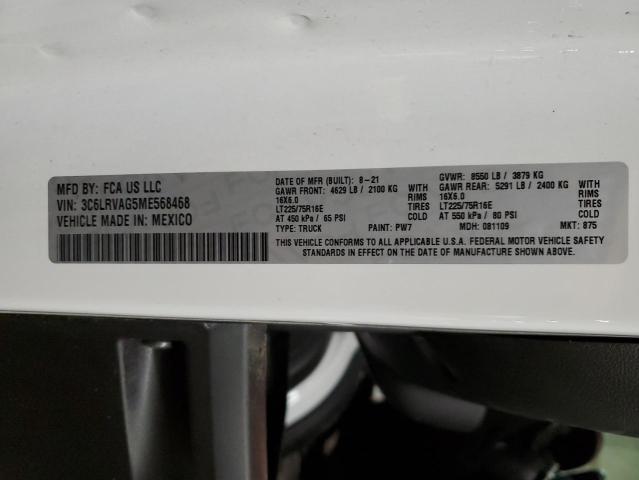 MFD BY: FCA US LLC
VIN: 3C6LRVAG5ME568468
VEHICLE MADE IN: MEXICO
DATE OF MFR (BUILT): 8-21 GVWR: 8550 LB / 3879 KG
GAWR FRONT: 4629 LB / 2100 KG WITH GAWR REAR: 5291 LB / 2400 KG WITH
16X6.0 RIMS 16X6.0 RIMS
LT225/75R16E TIRES LT225/75R16E TIRES
AT 450 kPa / 65 PSI COLD AT 550 kPa / 80 PSI COLD
TYPE: TRUCK PAINT: PW7 MDH: 081109 MKT: 875
THIS VEHICLE CONFORMS TO ALL APPLICABLE U.S.A. FEDERAL MOTOR VEHICLE SAFETY
STANDARDS IN EFFECT ON THE DATE OF MANUFACTURE SHOWN ABOVE.